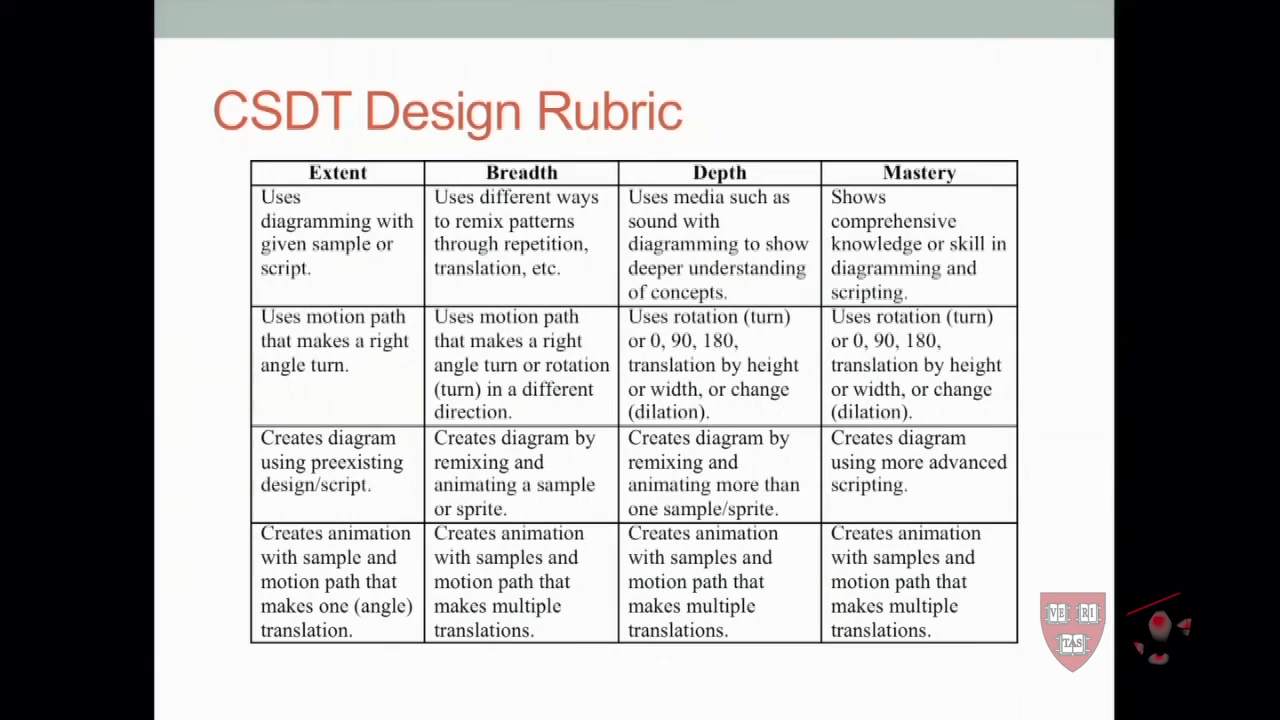 CSDT Design Rubric
Extent
Breadth
Depth
Mastery
Uses
diagramming with
given sample or
script.
Uses different ways
to remix patterns
through repetition,
translation, etc.
Uses media such as
sound with
diagramming to show
deeper understanding
of concepts.
Shows
comprehensive
knowledge or skill in
diagramming and
scripting.
Uses motion path
that makes a right
angle turn.
Uses motion path
that makes a right
angle turn or rotation
(turn) in a different
direction.
Uses rotation (turn)
or 0, 90, 180,
translation by height
or width, or change
(dilation).
Uses rotation (turn)
or 0, 90, 180,
translation by height
or width, or change
(dilation).
Creates diagram
using preexisting
design/script.
Creates diagram by
remixing and
animating a sample
or sprite.
Creates diagram by
remixing and
animating more than
one sample/sprite.
Creates diagram
using more advanced
scripting.
Creates animation
with sample and
motion path that
makes one (angle)
translation.
Creates animation
with samples and
motion path that
makes multiple
translations.
Creates animation
with samples and
motion path that
makes multiple
translations.
Creates animation
with samples and
motion path that
makes multiple
translations.
VE RI
TAS